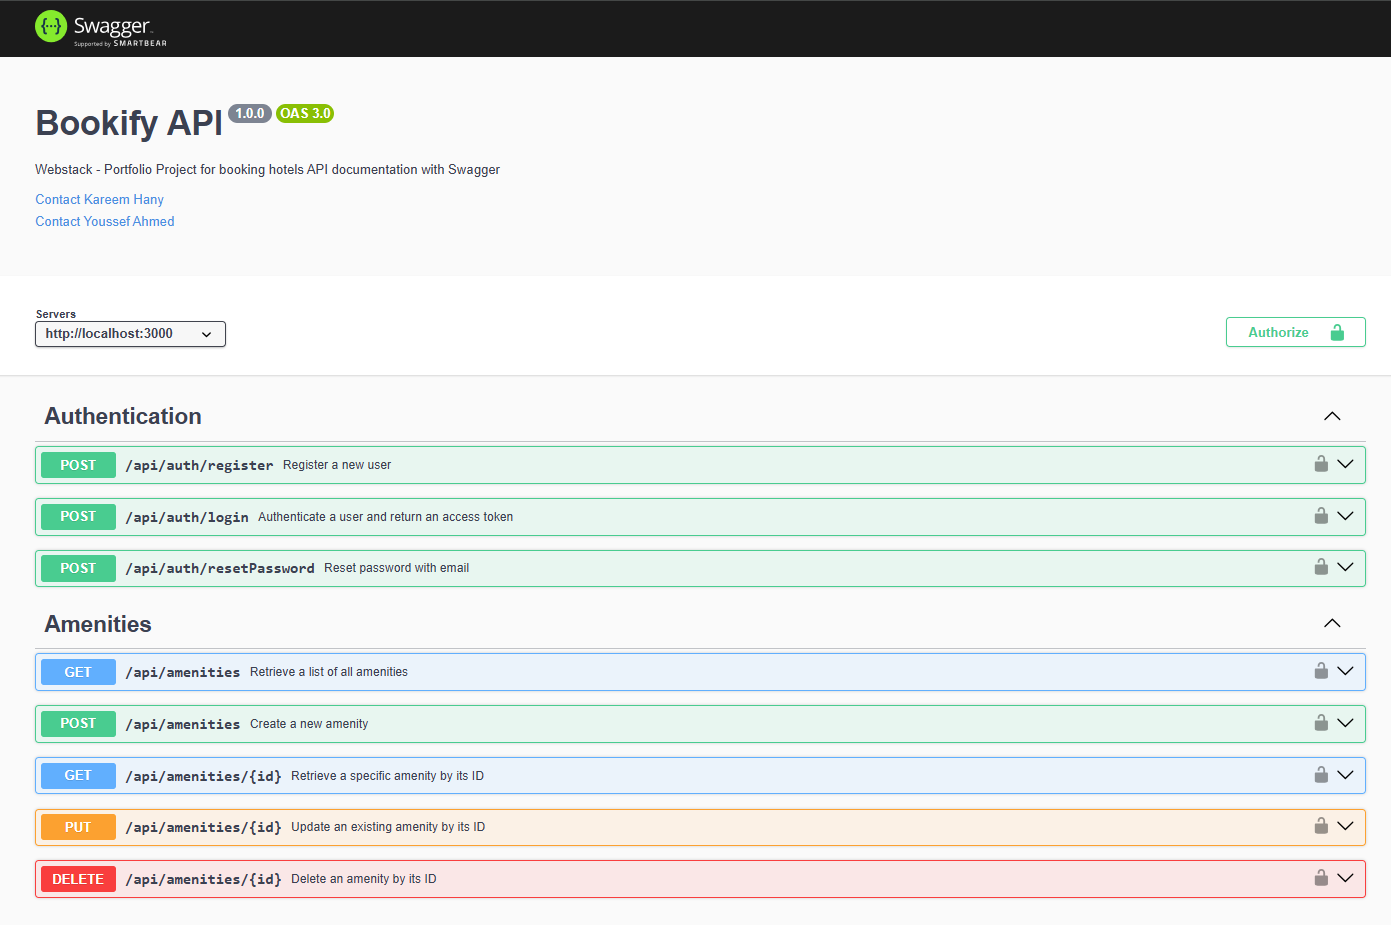 Swagger
Supported by SMARTBEAR
Bookify API 1.0.0 OAS 3.0
Webstack - Portfolio Project for booking hotels API documentation with Swagger
Contact Kareem Hany
Contact Youssef Ahmed
Servers
http://localhost:3000
Authorize
Authentication
POST /api/auth/register Register a new user
POST /api/auth/login Authenticate a user and return an access token
POST /api/auth/resetPassword Reset password with email
Amenities
GET /api/amenities Retrieve a list of all amenities
POST /api/amenities Create a new amenity
GET /api/amenities/{id} Retrieve a specific amenity by its ID
PUT /api/amenities/{id} Update an existing amenity by its ID
DELETE /api/amenities/{id} Delete an amenity by its ID